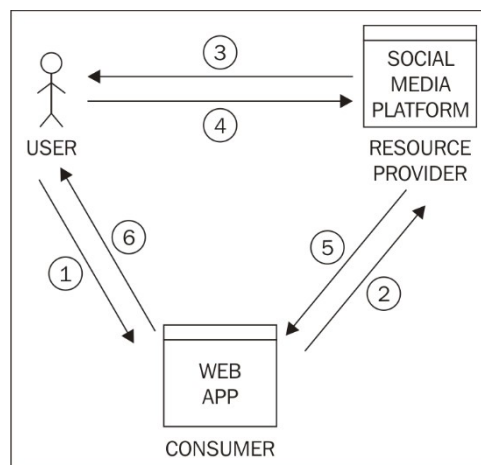 3
SOCIAL
MEDIA
PLATFORM
4
USER
RESOURCE
PROVIDER
6
5
1
2
WEB
APP
CONSUMER